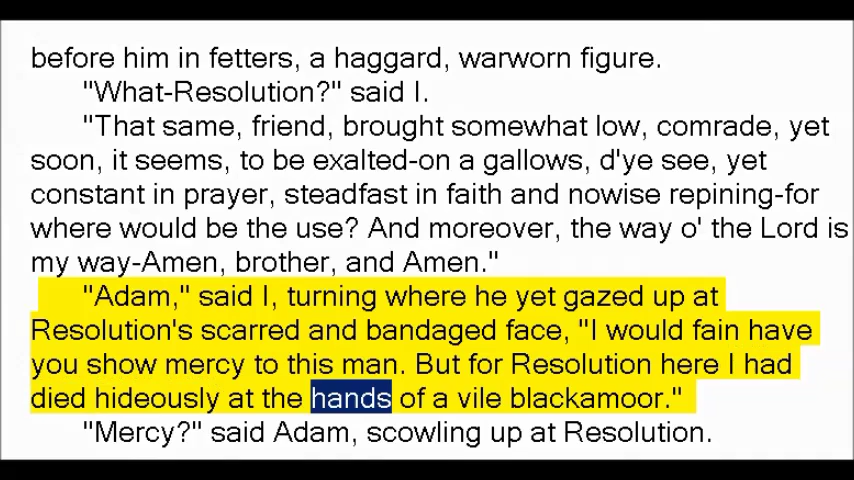 before him in fetters, a haggard, warworn figure.
"What-Resolution?" said I.
"That same, friend, brought somewhat low, comrade, yet
soon, it seems, to be exalted-on a gallows, d'ye see, yet
constant in prayer, steadfast in faith and nowise repining-for
where would be the use? And moreover, the way o' the Lord is
my way-Amen, brother, and Amen."
"Adam," said I, turning where he yet gazed up at
Resolution's scarred and bandaged face, "I would fain have
you show mercy to this man. But for Resolution here I had
died hideously at the hands of a vile blackamoor."
"Mercy?" said Adam, scowling up at Resolution.